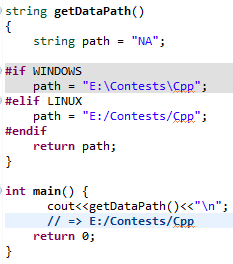 string getDataPath()
{
string path = "NA";
#if WINDOWS
path = "E:\Contests\Cpp";
#elif LINUX
path = "E:/Contests/Cpp";
#endif
return path;
}
int main() {
cout<<getDataPath()<<"\n";
// => E:/Contests/Cpp
return 0;
}